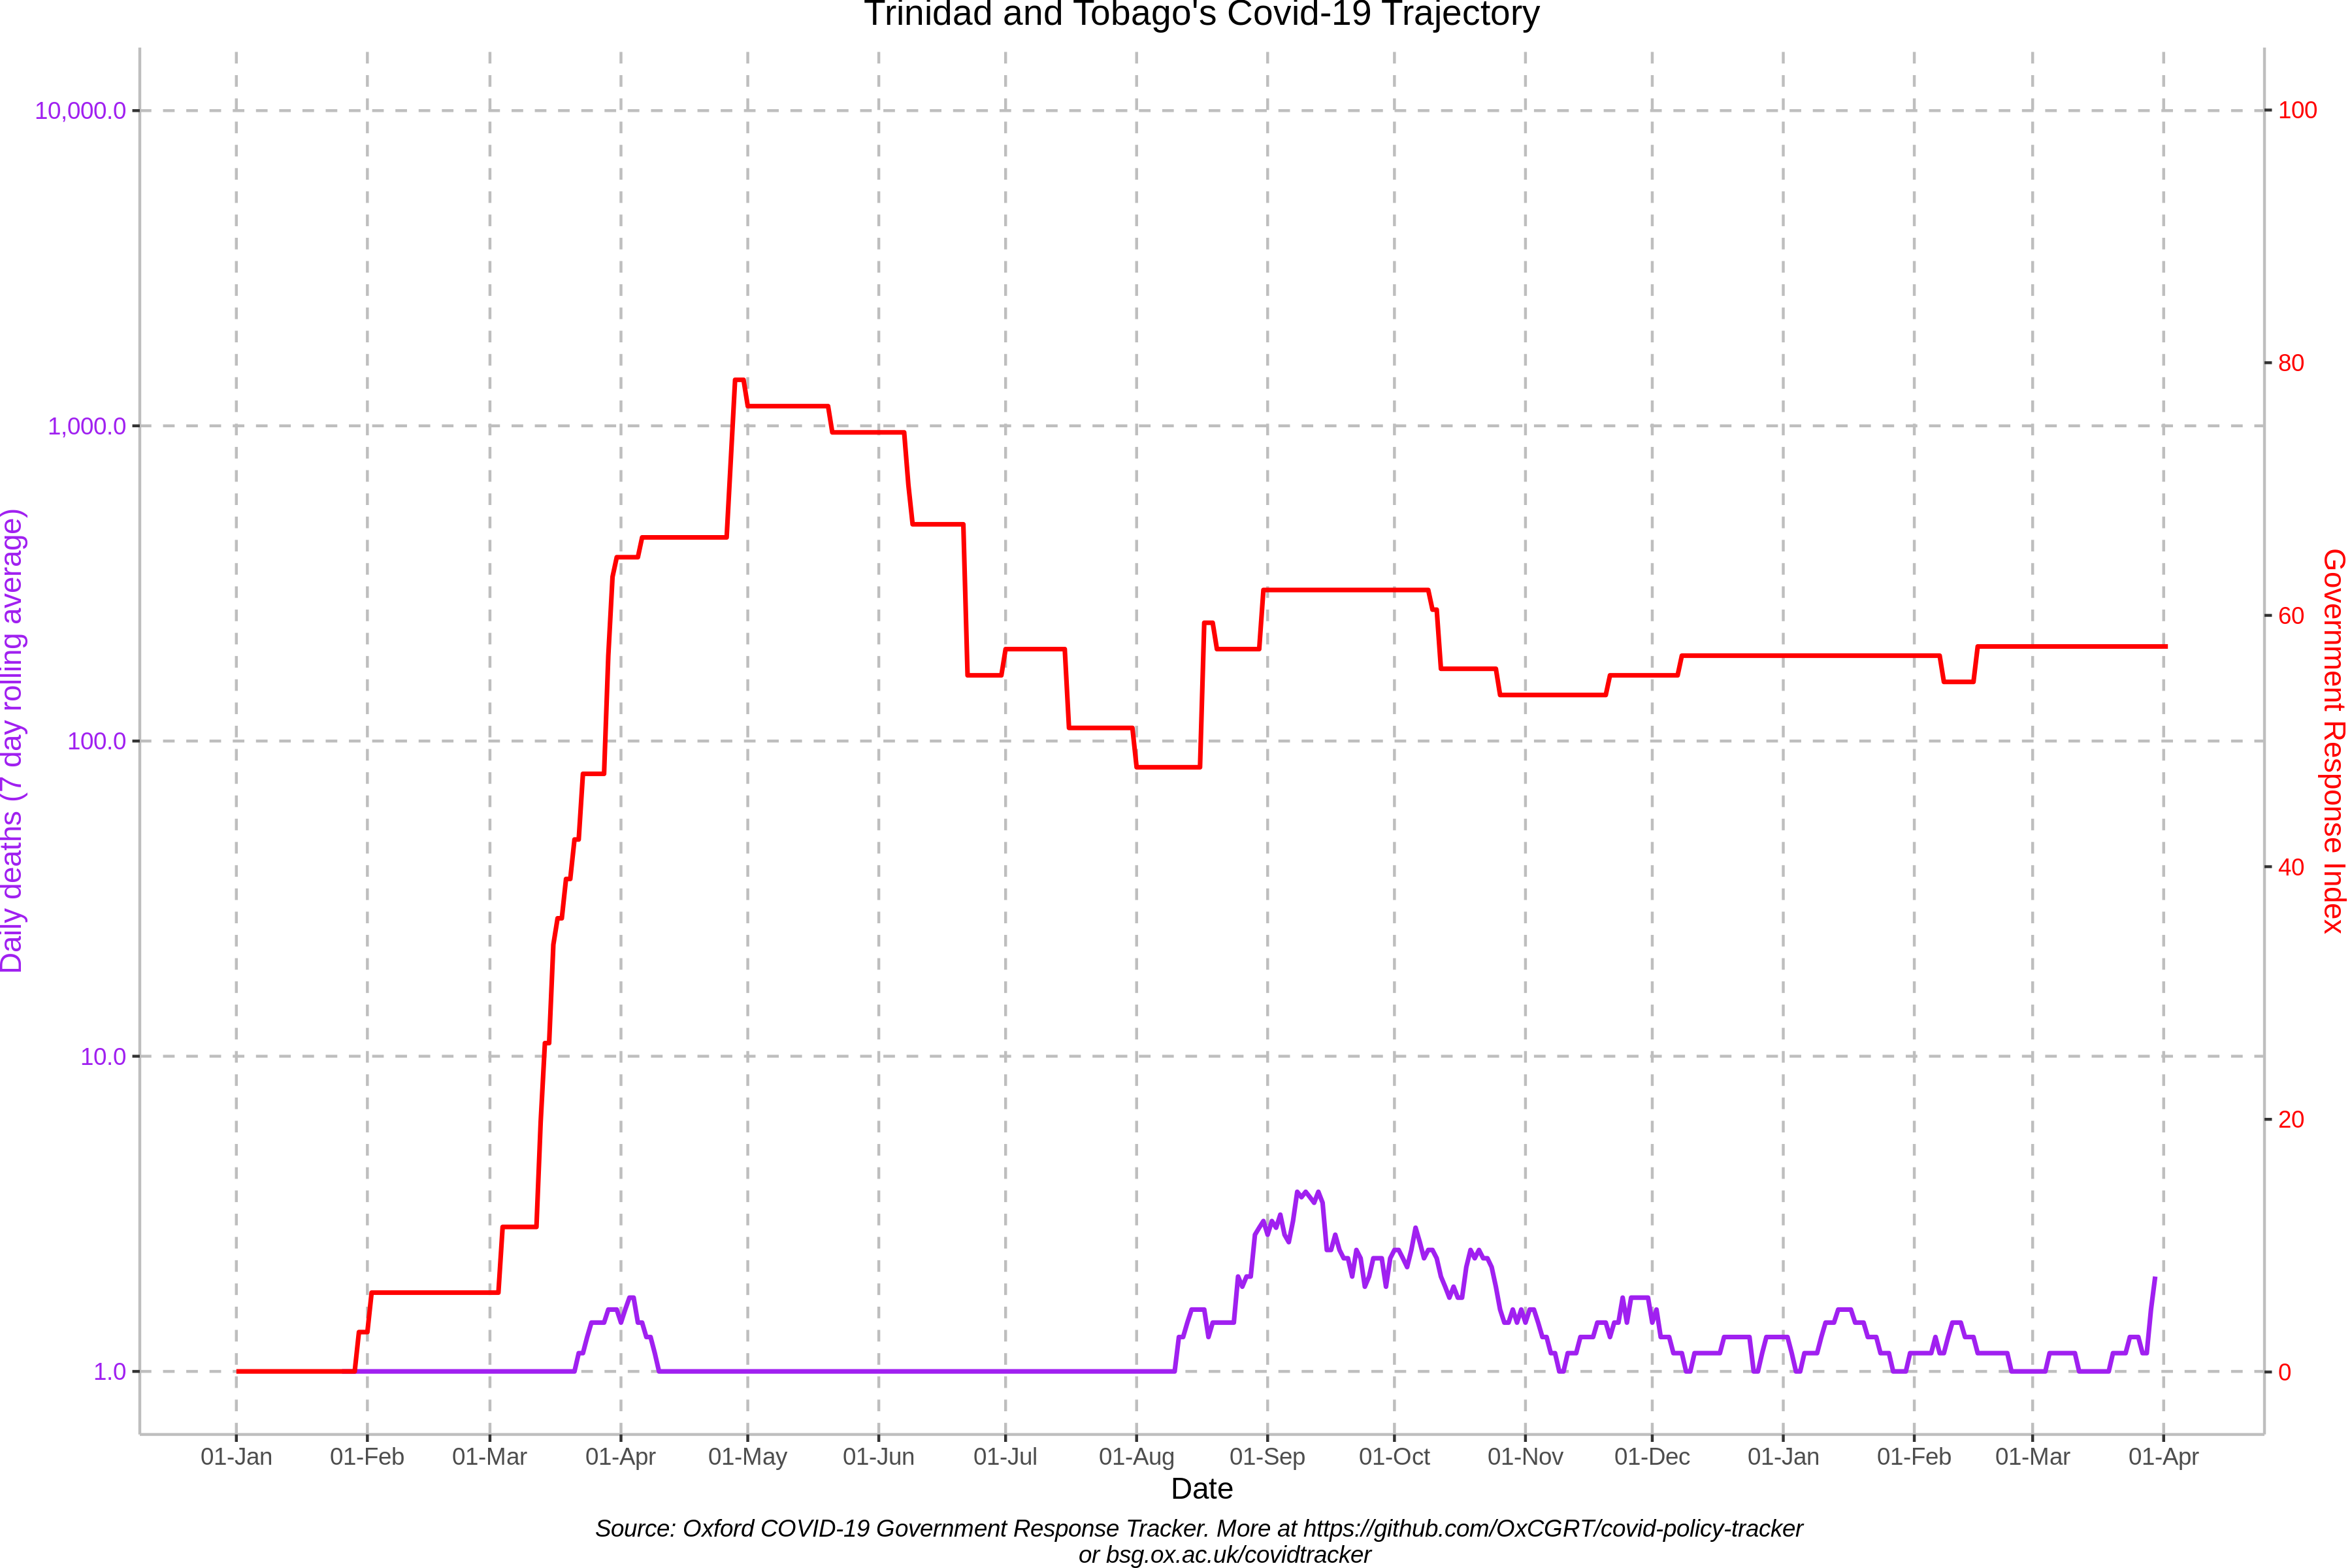 Trinidad and Tobago's Covid-19 Trajectory
10,000.0
1,000.0
100.0
10.0
1.0
Daily deaths (7 day rolling average)
100
80
60
40
20
0
Government Response Index
01-Jan 01-Feb 01-Mar 01-Apr 01-May 01-Jun 01-Jul 01-Aug 01-Sep 01-Oct 01-Nov 01-Dec 01-Jan 01-Feb 01-Mar 01-Apr
Date
Source: Oxford COVID-19 Government Response Tracker. More at https://github.com/OxCGRT/covid-policy-tracker
or bsg.ox.ac.uk/covidtracker